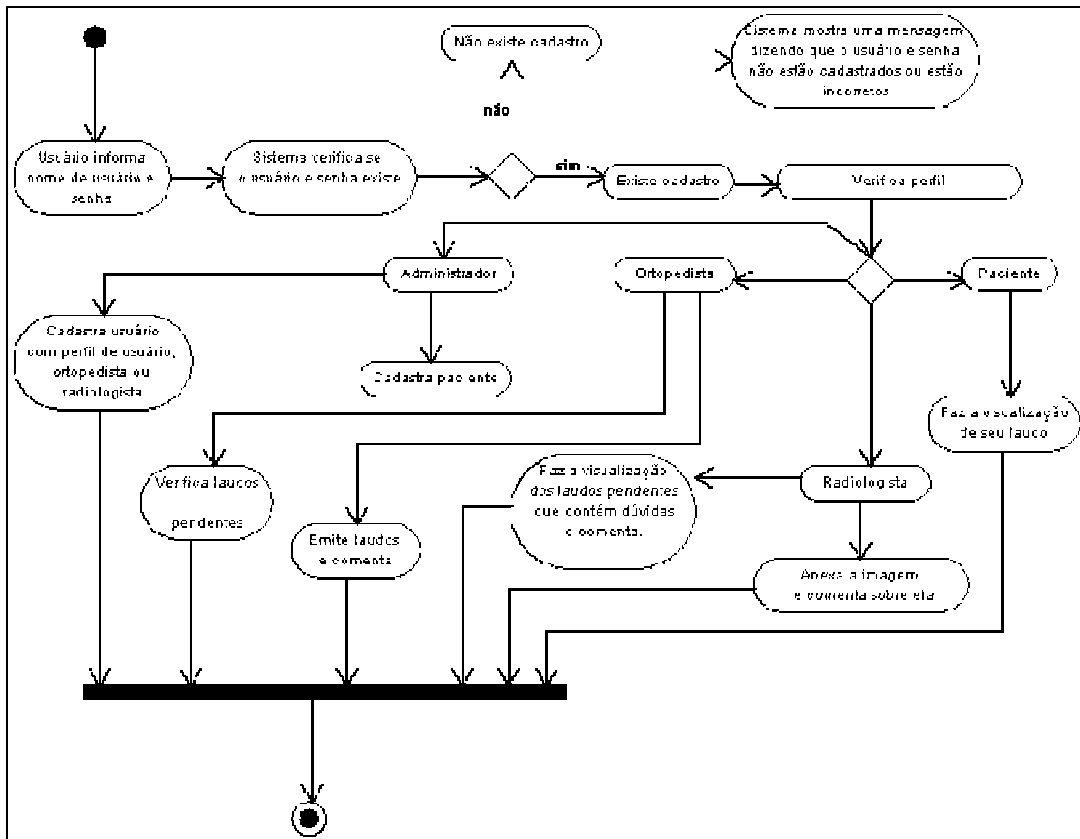 Não existe cadastro
Sistema mostra uma mensagem
dizendo que o usuário e senha
não estão cadastrados ou estão
incorretos
não
Usuário informa
nome de usuário e
senha
Sistema verifica se
o usuário e senha existe
sim
Existe cadastro
Verifica perfil
Administrador
Ortopedista
Paciente
Cadastra usuário
com perfil de usuário,
ortopedista ou
radiologista
Cadastra paciente
Faz a visualização
de seu laudo
Verifica laudos
pendentes
Faz a visualização
dos laudos pendentes
que contém dúvidas
e comenta.
Radiologista
Emite laudos
e comenta
Anexa a imagem
e comenta sobre ela